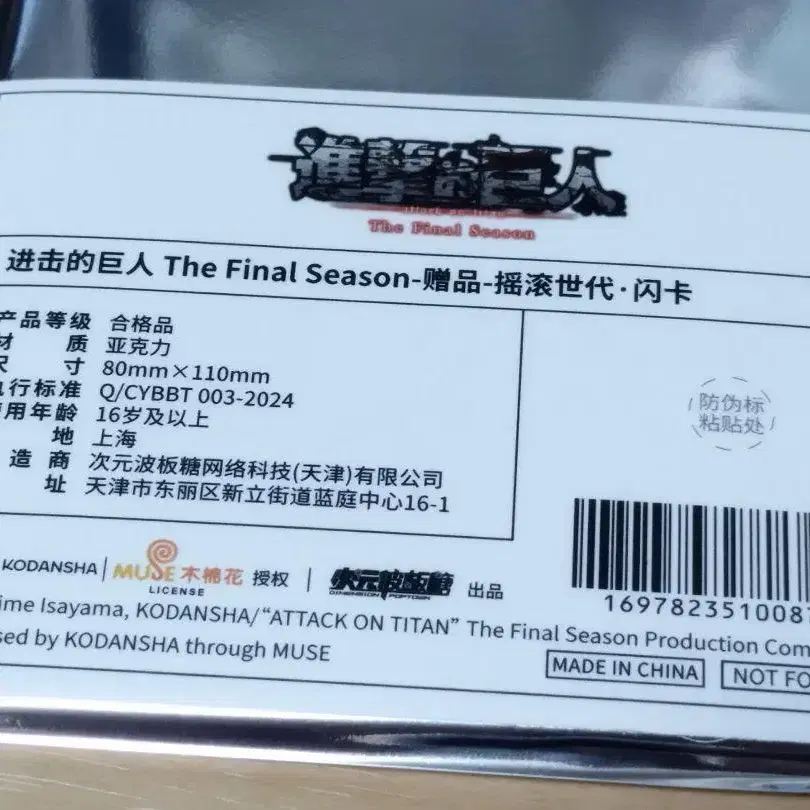 進撃の巨人
The Final Season
进击的巨人 The Final Season-赠品-摇滚世代·闪卡
产品等级 合格品
材 质 亚克力
尺 寸 80mm×110mm
执行标准 Q/CYBBT 003-2024
使用年龄 16岁及以上
地 上海
造 商 次元波板糖网络科技(天津)有限公司
址 天津市东丽区新立街道蓝庭中心16-1
防伪标
粘贴处
KODANSHA | MUSE 木棉花 授权 | 次元波板糖 出品
LICENSE
DIMENSION POPTOON
169782351008
ime Isayama, KODANSHA/“ATTACK ON TITAN” The Final Season Production Com
sed by KODANSHA through MUSE
MADE IN CHINA
NOT FO